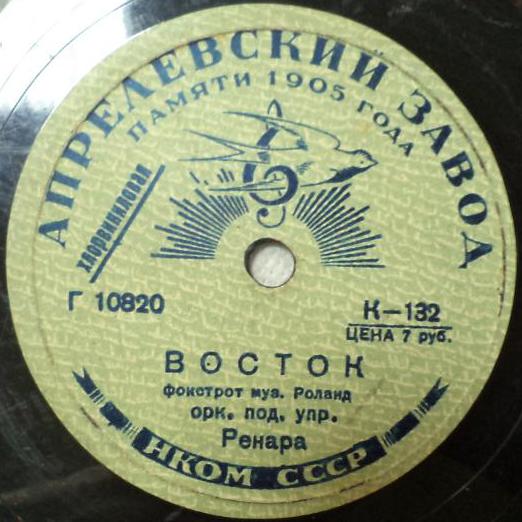 АПРЕЛЕВСКИЙ ЗАВОД
ПАМЯТИ 1905 ГОДА
хлорвиниловая
Г 10820
К-132
ЦЕНА 7 руб.
ВОСТОК
фокстрот муз. Роланд
орк. под. упр.
Ренара
НКОМ СССР